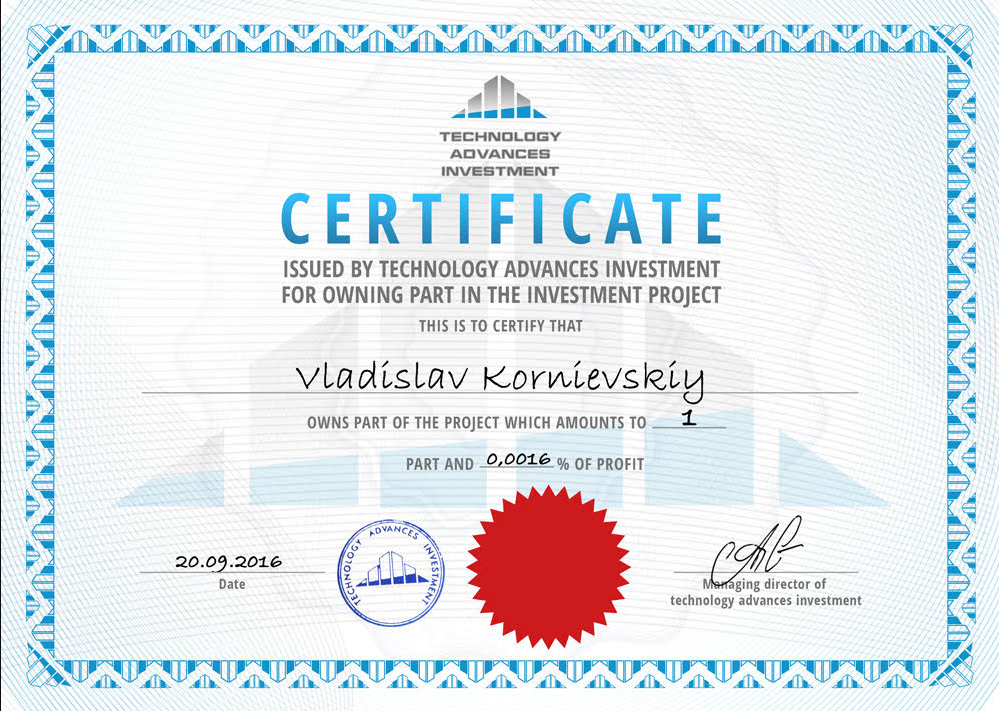 TECHNOLOGY
ADVANCES
INVESTMENT
CERTIFICATE
ISSUED BY TECHNOLOGY ADVANCES INVESTMENT
FOR OWNING PART IN THE INVESTMENT PROJECT
THIS IS TO CERTIFY THAT
Vladislav Kornievskiy
OWNS PART OF THE PROJECT WHICH AMOUNTS TO 1
PART AND 0,0016 % OF PROFIT
20.09.2016
Date
TECHNOLOGY ADVANCES INVESTMENT
Managing director of
technology advances investment